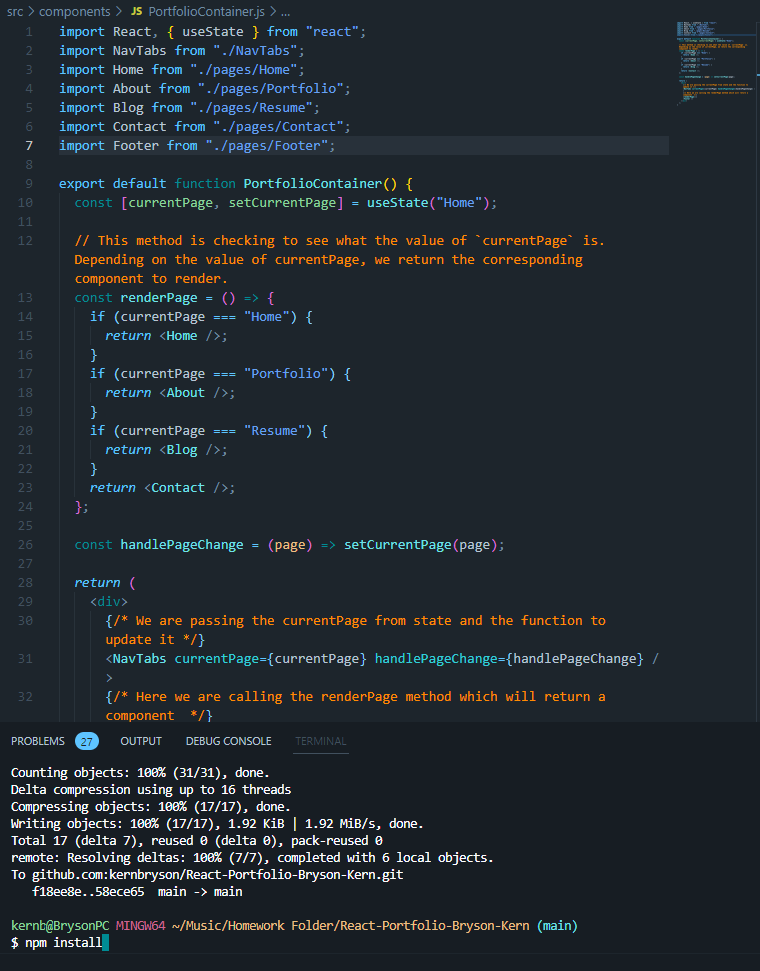 src > components > JS PortfolioContainer.js > ...
1 import React, { useState } from "react";
2 import NavTabs from "./NavTabs";
3 import Home from "./pages/Home";
4 import About from "./pages/Portfolio";
5 import Blog from "./pages/Resume";
6 import Contact from "./pages/Contact";
7 import Footer from "./pages/Footer";
8
9 export default function PortfolioContainer() {
10 const [currentPage, setCurrentPage] = useState("Home");
11
12 // This method is checking to see what the value of `currentPage` is.
Depending on the value of currentPage, we return the corresponding
component to render.
13 const renderPage = () => {
14 if (currentPage === "Home") {
15 return <Home />;
16 }
17 if (currentPage === "Portfolio") {
18 return <About />;
19 }
20 if (currentPage === "Resume") {
21 return <Blog />;
22 }
23 return <Contact />;
24 };
25
26 const handlePageChange = (page) => setCurrentPage(page);
27
28 return (
29 <div>
30 {/* We are passing the currentPage from state and the function to
update it */}
31 <NavTabs currentPage={currentPage} handlePageChange={handlePageChange} /
>
32 {/* Here we are calling the renderPage method which will return a
component  */}
PROBLEMS 27 OUTPUT DEBUG CONSOLE TERMINAL
Counting objects: 100% (31/31), done.
Delta compression using up to 16 threads
Compressing objects: 100% (17/17), done.
Writing objects: 100% (17/17), 1.92 KiB | 1.92 MiB/s, done.
Total 17 (delta 7), reused 0 (delta 0), pack-reused 0
remote: Resolving deltas: 100% (7/7), completed with 6 local objects.
To github.com:kernbryson/React-Portfolio-Bryson-Kern.git
f18ee8e..58ece65  main -> main
kernb@BrysonPC MINGW64 ~/Music/Homework Folder/React-Portfolio-Bryson-Kern (main)
$ npm install